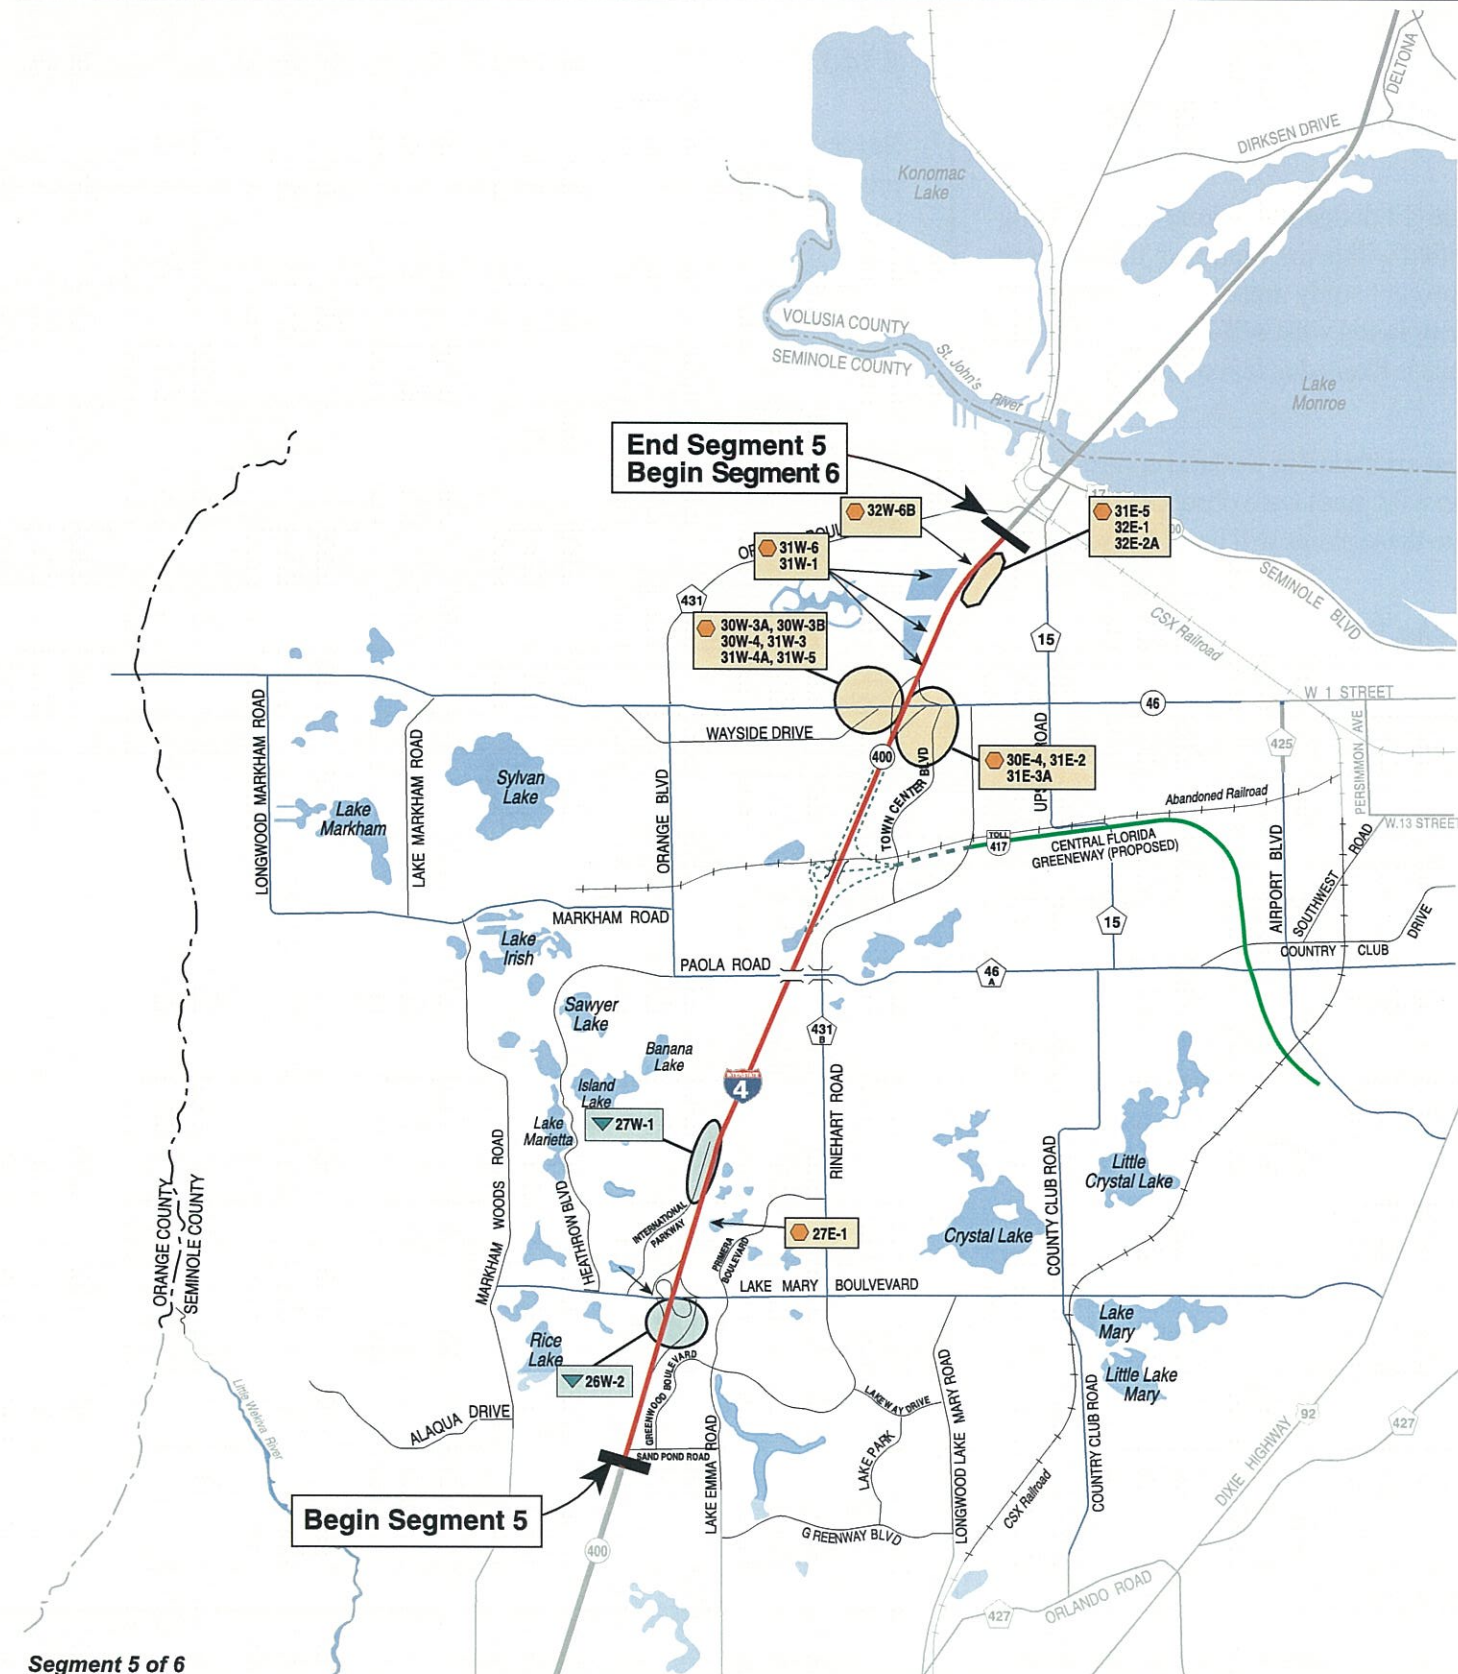 DELTONA
DIRKSEN DRIVE
Konomac
Lake
VOLUSIA COUNTY
SEMINOLE COUNTY
St. John's
River
Lake
Monroe
End Segment 5
Begin Segment 6
17
32W-6B
31E-5
32E-1
32E-2A
31W-6
31W-1
SEMINOLE BLVD
431
CSX Railroad
15
30W-3A, 30W-3B
30W-4, 31W-3
31W-4A, 31W-5
W 1 STREET
46
WAYSIDE DRIVE
400
425
30E-4, 31E-2
31E-3A
LONGWOOD MARKHAM ROAD
LAKE MARKHAM ROAD
Sylvan
Lake
Lake
Markham
ORANGE BLVD
TOWN CENTER BLVD
ROAD
PERSIMMON AVE
Abandoned Railroad
W.13 STREET
TOLL
417
CENTRAL FLORIDA
GREENEWAY (PROPOSED)
AIRPORT BLVD
SOUTHWEST ROAD
MARKHAM ROAD
15
COUNTRY CLUB DRIVE
Lake
Irish
PAOLA ROAD
46
A
Sawyer
Lake
431
B
Banana
Lake
4
Island
Lake
27W-1
Lake
Marietta
RINEHART ROAD
MARKHAM WOODS ROAD
HEATHROW BLVD
INTERNATIONAL
PARKWAY
PRIMERA
BOULEVARD
27E-1
Little
Crystal Lake
Crystal Lake
COUNTY CLUB ROAD
ORANGE COUNTY
SEMINOLE COUNTY
LAKE MARY BOULVEVARD
Lake
Mary
Rice
Lake
26W-2
Little Lake
Mary
GREENWOOD BOULEVARD
LAKEWAY DRIVE
Little Wekiva River
ALAQUA DRIVE
SAND POND ROAD
LAKE EMMA ROAD
LAKE PARK
LONGWOOD LAKE MARY ROAD
COUNTRY CLUB ROAD
92
427
DIXIE HIGHWAY
CSX Railroad
Begin Segment 5
GREENWAY BLVD
400
427
ORLANDO ROAD
Segment 5 of 6